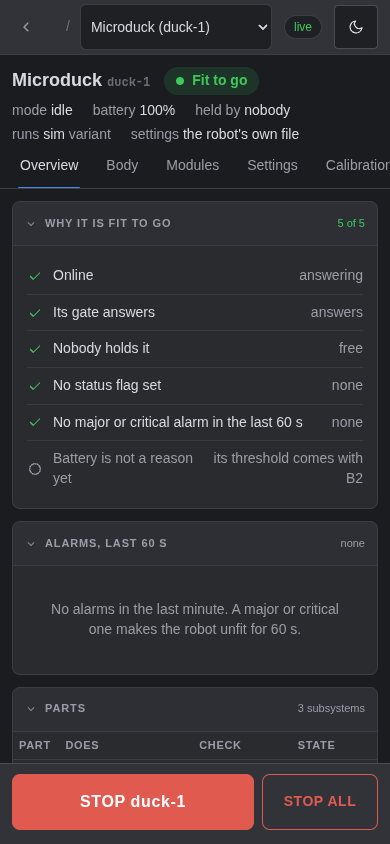 / Microduck (duck-1) live
Microduck duck-1 Fit to go
mode idle battery 100% held by nobody
runs sim variant settings the robot's own file
Overview Body Modules Settings Calibration
WHY IT IS FIT TO GO 5 of 5
Online answering
Its gate answers answers
Nobody holds it free
No status flag set none
No major or critical alarm in the last 60 s none
Battery is not a reason its threshold comes with
yet B2
ALARMS, LAST 60 S none
No alarms in the last minute. A major or critical
one makes the robot unfit for 60 s.
PARTS 3 subsystems
PART DOES CHECK STATE
STOP duck-1 STOP ALL